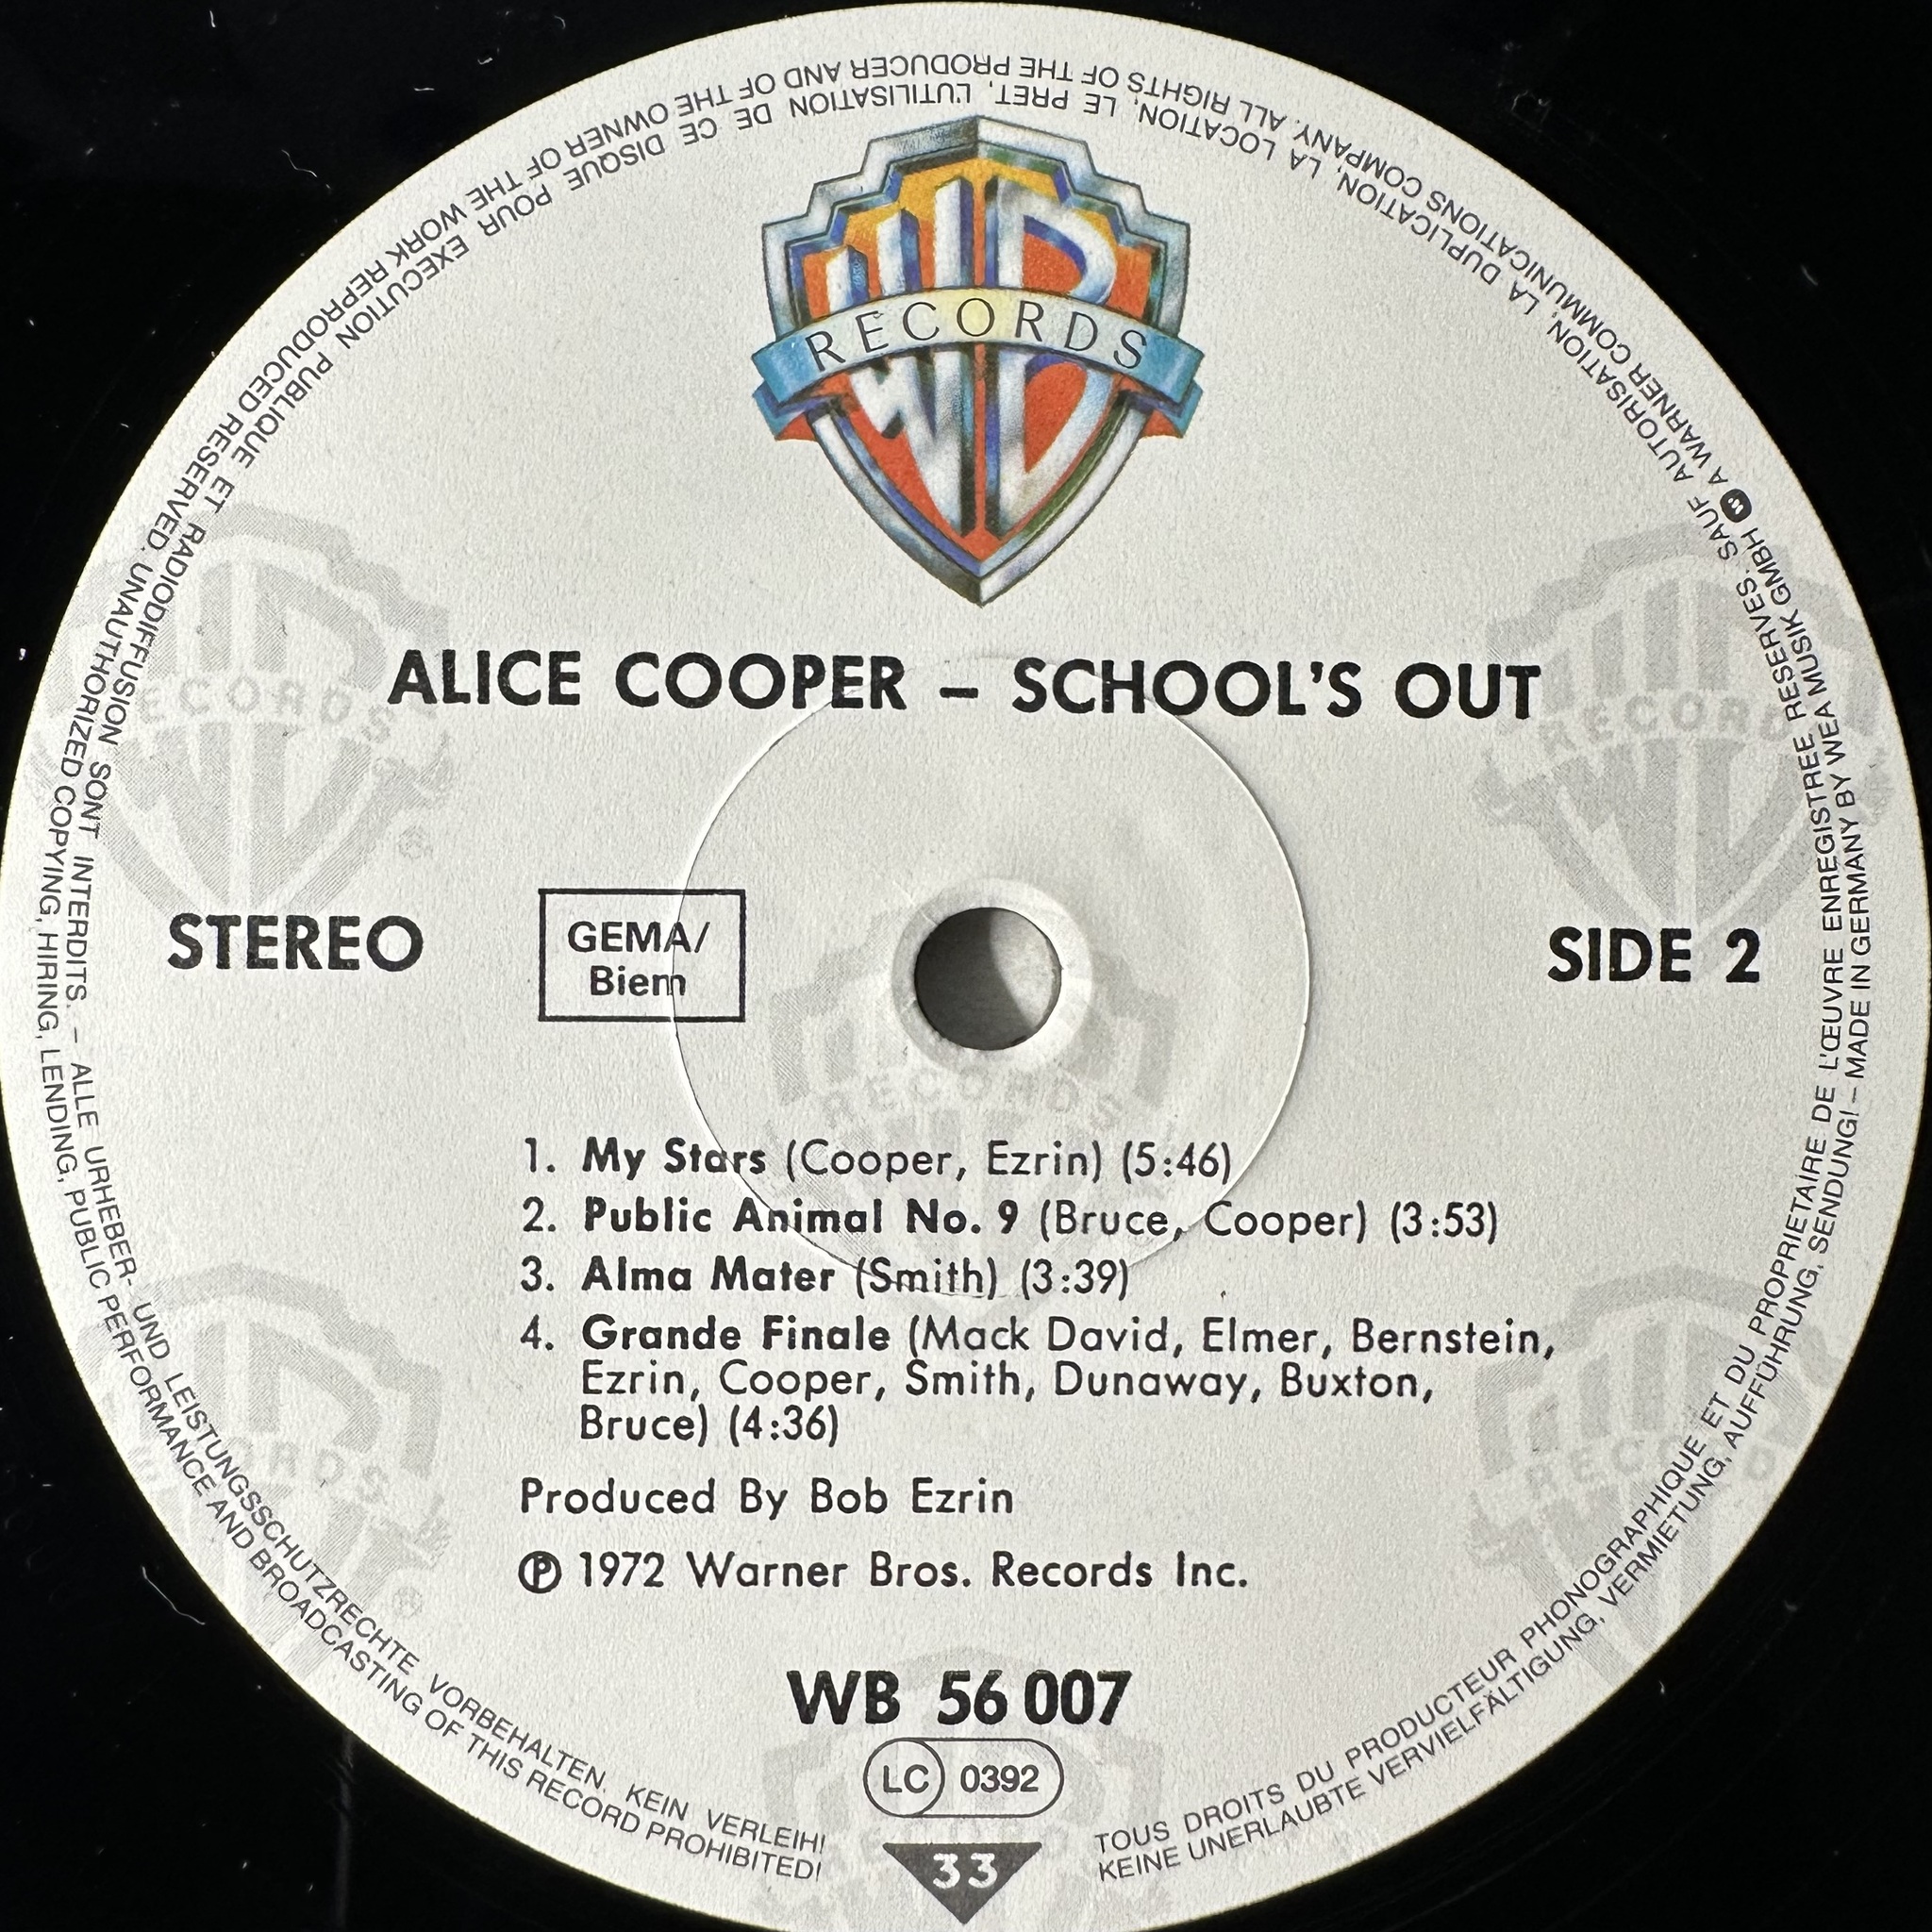 RECORDS
ALICE COOPER – SCHOOL'S OUT
STEREO
GEMA/
Biem
SIDE 2
1. My Stars (Cooper, Ezrin) (5:46)
2. Public Animal No. 9 (Bruce, Cooper) (3:53)
3. Alma Mater (Smith) (3:39)
4. Grande Finale (Mack David, Elmer, Bernstein,
Ezrin, Cooper, Smith, Dunaway, Buxton,
Bruce) (4:36)
Produced By Bob Ezrin
℗ 1972 Warner Bros. Records Inc.
WB 56 007
LC 0392
33
TOUS DROITS DU PRODUCTEUR PHONOGRAPHIQUE ET DU PROPRIETAIRE DE L'ŒUVRE ENREGISTREE RESERVES. SAUF AUTORISATION, LA DUPLICATION, LA LOCATION, LE PRET, L'UTILISATION DE CE DISQUE POUR EXECUTION PUBLIQUE ET RADIODIFFUSION SONT INTERDITS. – ALLE URHEBER- UND LEISTUNGSSCHUTZRECHTE VORBEHALTEN. KEIN VERLEIH!
KEINE UNERLAUBTE VERVIELFÄLTIGUNG, VERMIETUNG, AUFFÜHRUNG, SENDUNG! – MADE IN GERMANY BY WEA MUSIK GMBH A WARNER COMMUNICATIONS COMPANY. ALL RIGHTS OF THE PRODUCER AND OF THE OWNER OF THE WORK REPRODUCED RESERVED. UNAUTHORIZED COPYING, HIRING, LENDING, PUBLIC PERFORMANCE AND BROADCASTING OF THIS RECORD PROHIBITED!